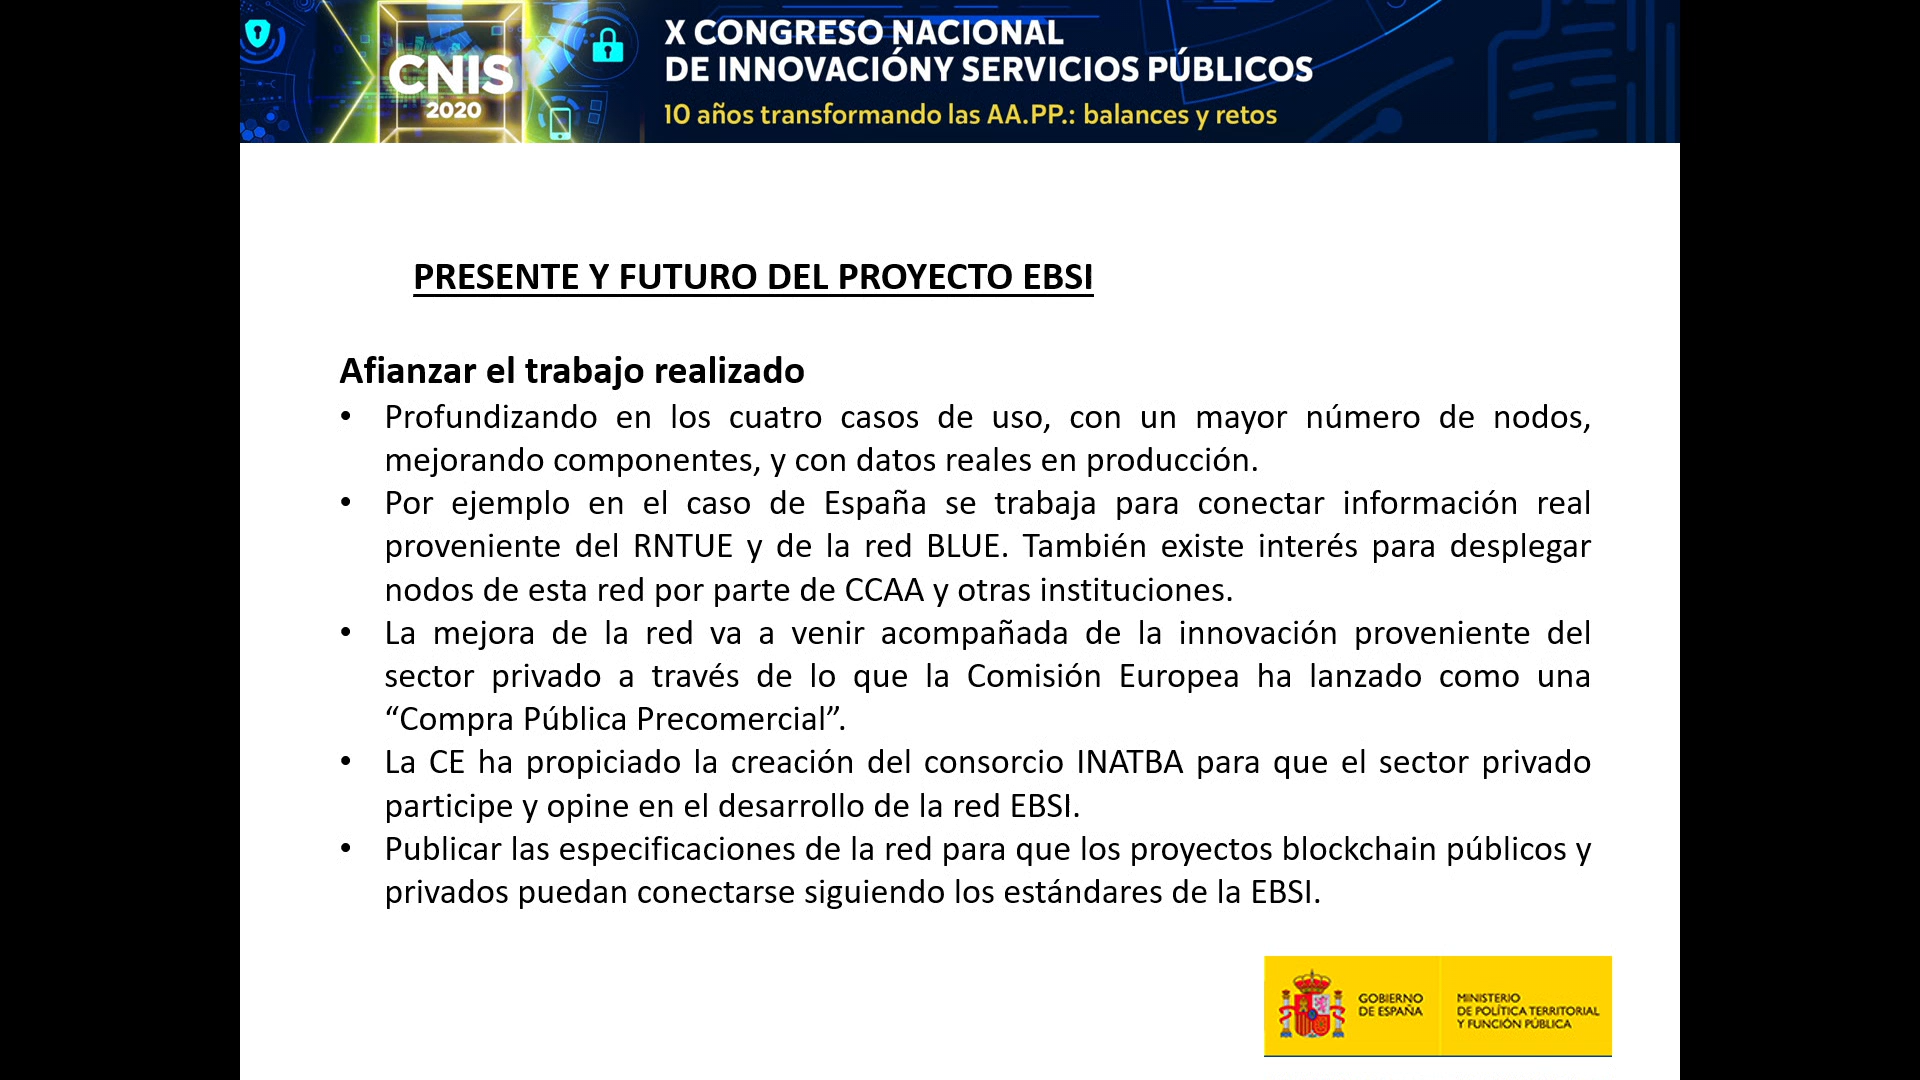 CNIS
2020
X CONGRESO NACIONAL
DE INNOVACIÓNY SERVICIOS PÚBLICOS
10 años transformando las AA.PP.: balances y retos
PRESENTE Y FUTURO DEL PROYECTO EBSI
Afianzar el trabajo realizado
• Profundizando en los cuatro casos de uso, con un mayor número de nodos,
mejorando componentes, y con datos reales en producción.
• Por ejemplo en el caso de España se trabaja para conectar información real
proveniente del RNTUE y de la red BLUE. También existe interés para desplegar
nodos de esta red por parte de CCAA y otras instituciones.
• La mejora de la red va a venir acompañada de la innovación proveniente del
sector privado a través de lo que la Comisión Europea ha lanzado como una
“Compra Pública Precomercial”.
• La CE ha propiciado la creación del consorcio INATBA para que el sector privado
participe y opine en el desarrollo de la red EBSI.
• Publicar las especificaciones de la red para que los proyectos blockchain públicos y
privados puedan conectarse siguiendo los estándares de la EBSI.
GOBIERNO
DE ESPAÑA
MINISTERIO
DE POLÍTICA TERRITORIAL
Y FUNCIÓN PÚBLICA